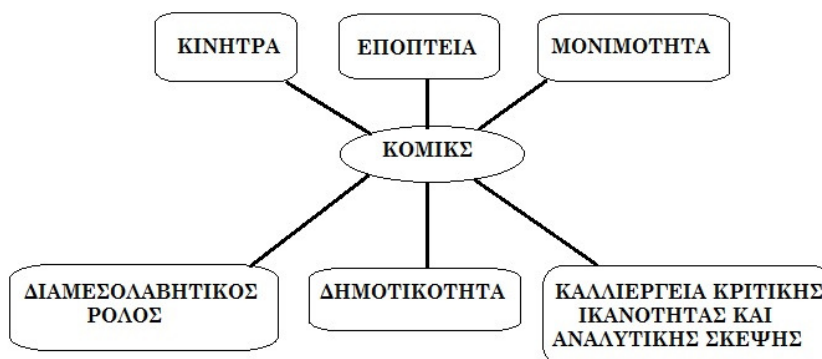 ΚΙΝΗΤΡΑ
ΕΠΟΠΤΕΙΑ
ΜΟΝΙΜΟΤΗΤΑ
ΚΟΜΙΚΣ
ΔΙΑΜΕΣΟΛΑΒΗΤΙΚΟΣ
ΡΟΛΟΣ
ΔΗΜΟΤΙΚΟΤΗΤΑ
ΚΑΛΛΙΕΡΓΕΙΑ ΚΡΙΤΙΚΗΣ
ΙΚΑΝΟΤΗΤΑΣ ΚΑΙ
ΑΝΑΛΥΤΙΚΗΣ ΣΚΕΨΗΣ